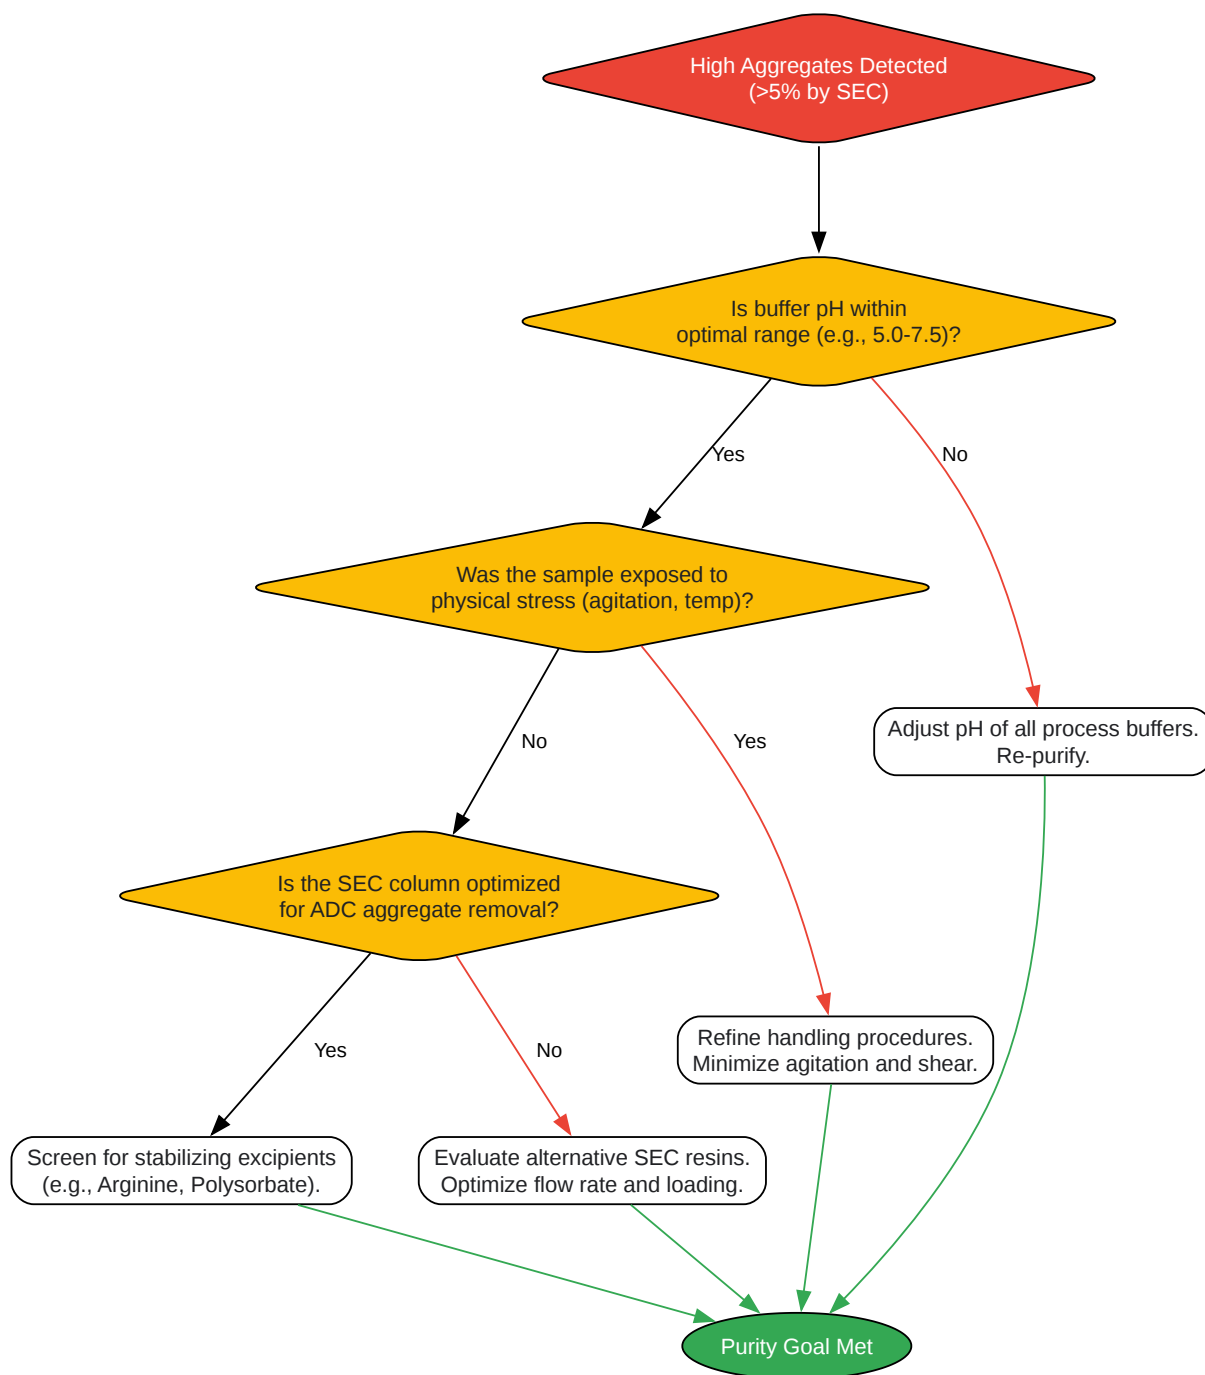 High Aggregates Detected
(>5% by SEC)
Is buffer pH within
optimal range (e.g., 5.0-7.5)?
Yes
No
Was the sample exposed to
physical stress (agitation, temp)?
No
Yes
Adjust pH of all process buffers.
Re-purify.
Is the SEC column optimized
for ADC aggregate removal?
Yes
No
Refine handling procedures.
Minimize agitation and shear.
Screen for stabilizing excipients
(e.g., Arginine, Polysorbate).
Evaluate alternative SEC resins.
Optimize flow rate and loading.
Purity Goal Met